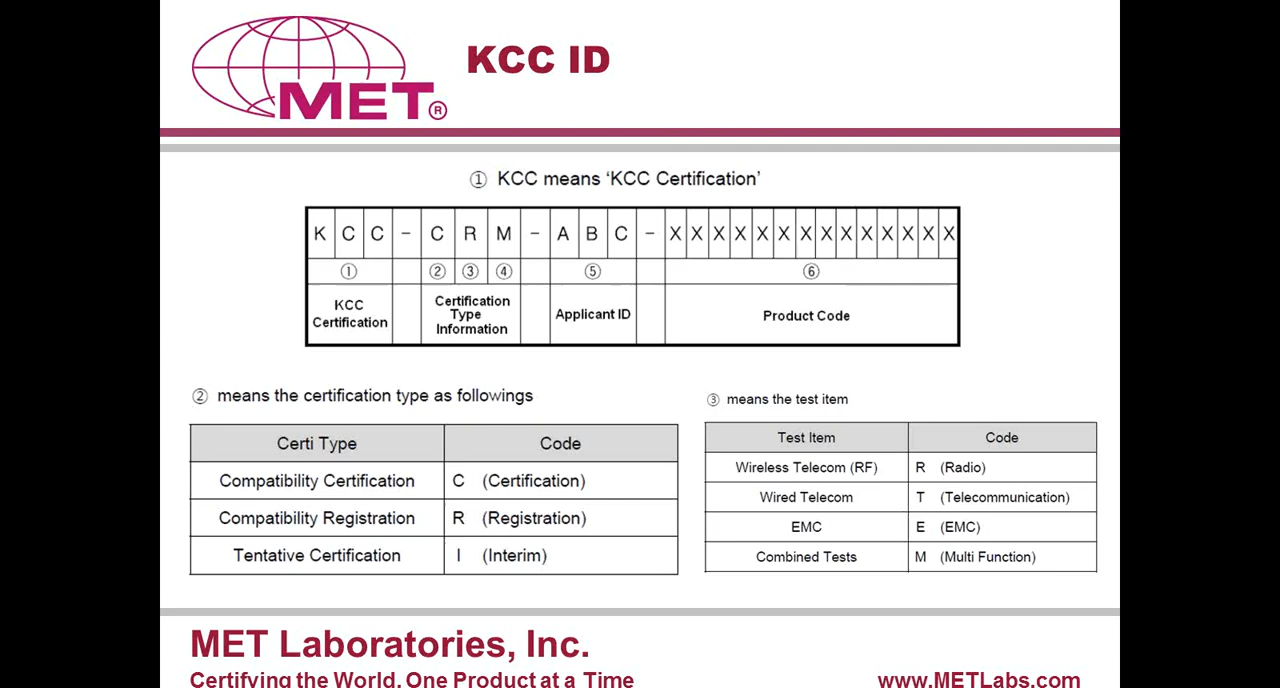 MET®
KCC ID
① KCC means ‘KCC Certification’
K C C - C R M - A B C - X X X X X X X X X X X X X X
① ② ③ ④ ⑤ ⑥
KCC Certification
Certification Type Information
Applicant ID
Product Code
② means the certification type as followings
Certi Type Code
Compatibility Certification C (Certification)
Compatibility Registration R (Registration)
Tentative Certification I (Interim)
③ means the test item
Test Item Code
Wireless Telecom (RF) R (Radio)
Wired Telecom T (Telecommunication)
EMC E (EMC)
Combined Tests M (Multi Function)
MET Laboratories, Inc.
Certifying the World, One Product at a Time
www.METLabs.com